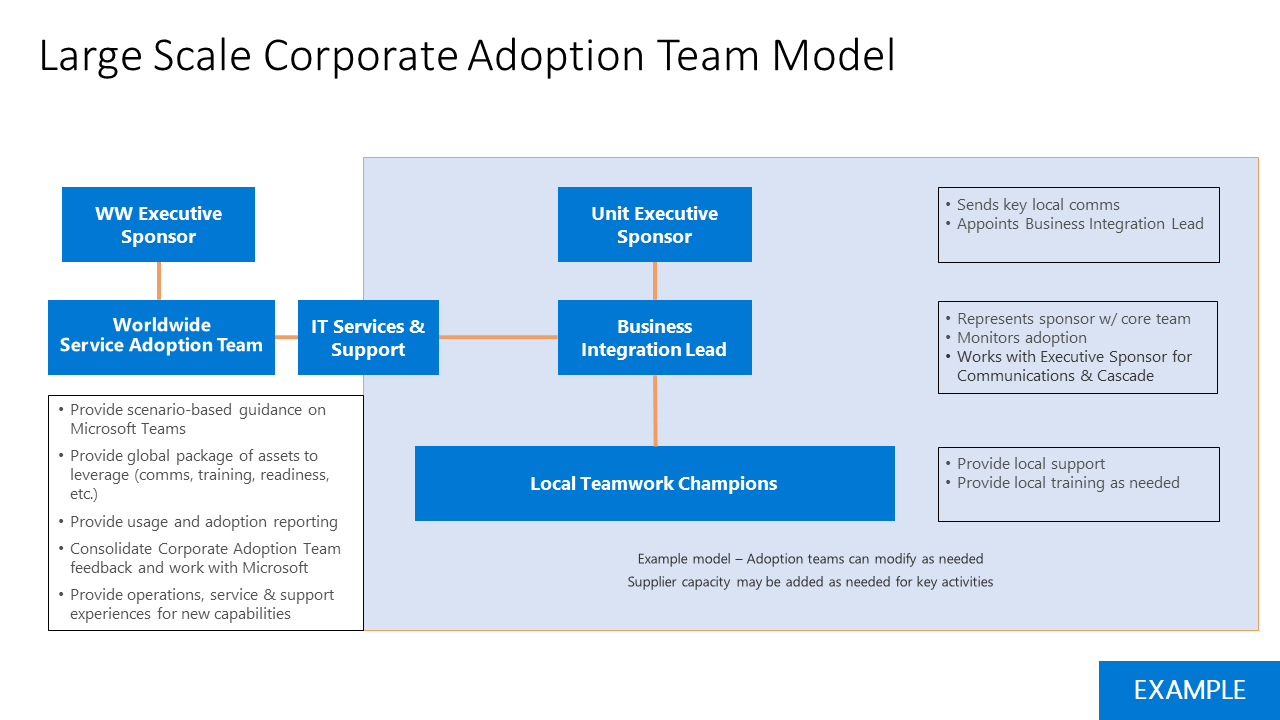 Large Scale Corporate Adoption Team Model
WW Executive
Sponsor
Unit Executive
Sponsor
• Sends key local comms
• Appoints Business Integration Lead
Worldwide
Service Adoption Team
IT Services &
Support
Business
Integration Lead
• Represents sponsor w/ core team
• Monitors adoption
• Works with Executive Sponsor for
Communications & Cascade
• Provide scenario-based guidance on
Microsoft Teams
• Provide global package of assets to
leverage (comms, training, readiness,
etc.)
• Provide usage and adoption reporting
• Consolidate Corporate Adoption Team
feedback and work with Microsoft
• Provide operations, service & support
experiences for new capabilities
Local Teamwork Champions
• Provide local support
• Provide local training as needed
Example model – Adoption teams can modify as needed
Supplier capacity may be added as needed for key activities
EXAMPLE